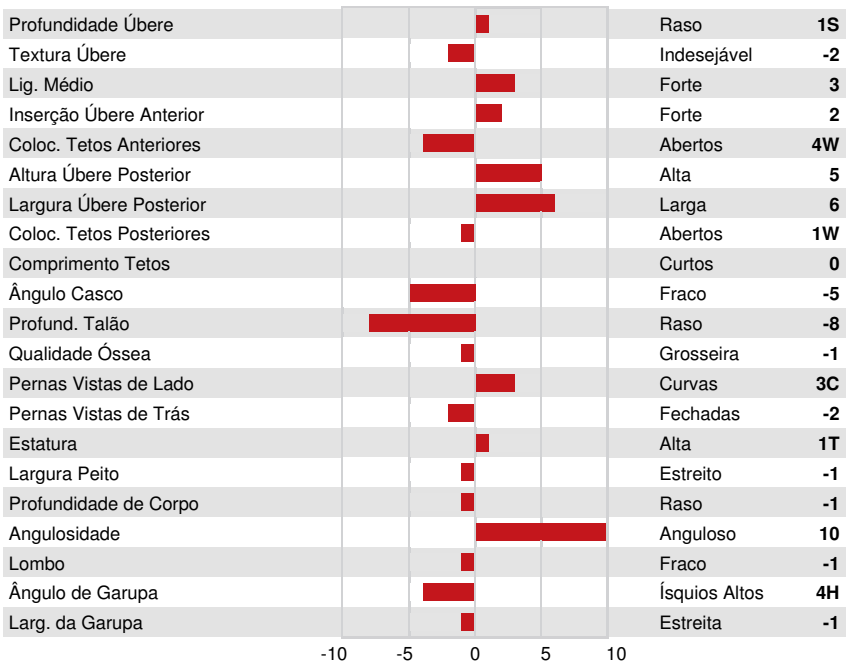 Profundidade Úbere Raso 1S
Textura Úbere Indesejável -2
Lig. Médio Forte 3
Inserção Úbere Anterior Forte 2
Coloc. Tetos Anteriores Abertos 4W
Altura Úbere Posterior Alta 5
Largura Úbere Posterior Larga 6
Coloc. Tetos Posteriores Abertos 1W
Comprimento Tetos Curtos 0
Ângulo Casco Fraco -5
Profund. Talão Raso -8
Qualidade Óssea Grosseira -1
Pernas Vistas de Lado Curvas 3C
Pernas Vistas de Trás Fechadas -2
Estatura Alta 1T
Largura Peito Estreito -1
Profundidade de Corpo Raso -1
Angulosidade Anguloso 10
Lombo Fraco -1
Ângulo de Garupa Ísquios Altos 4H
Larg. da Garupa Estreita -1
-10 -5 0 5 10